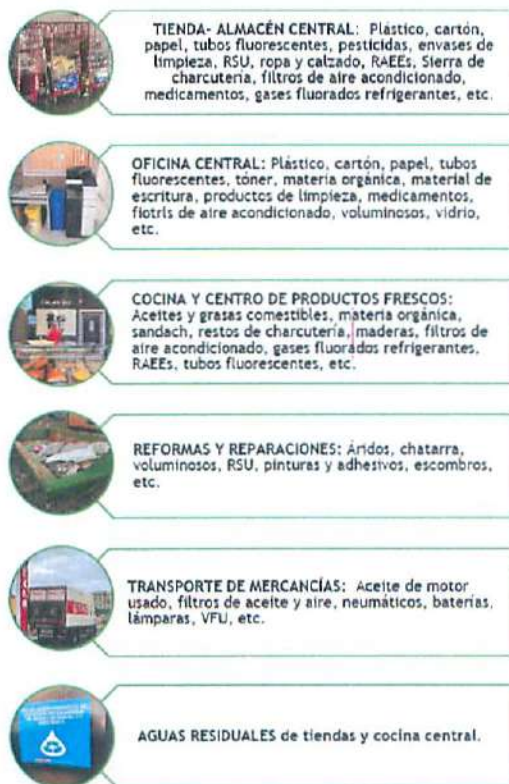 TIENDA- ALMACÉN CENTRAL: Plástico, cartón,
papel, tubos fluorescentes, pesticidas, envases de
limpieza, RSU, ropa y calzado, RAEEs, Sierra de
charcutería, filtros de aire acondicionado,
medicamentos, gases fluorados refrigerantes, etc.
OFICINA CENTRAL: Plástico, cartón, papel, tubos
fluorescentes, tóner, materia orgánica, material de
escritura, productos de limpieza, medicamentos,
fiotrls de aire acondicionado, voluminosos, vidrio,
etc.
COCINA Y CENTRO DE PRODUCTOS FRESCOS:
Aceites y grasas comestibles, materia orgánica,
sandach, restos de charcutería, maderas, filtros de
aire acondicionado, gases fluorados refrigerantes,
RAEEs, tubos fluorescentes, etc.
REFORMAS Y REPARACIONES: Áridos, chatarra,
voluminosos, RSU, pinturas y adhesivos, escombros,
etc.
TRANSPORTE DE MERCANCÍAS: Aceite de motor
usado, filtros de aceite y aire, neumáticos, baterías,
lámparas, VFU, etc.
AGUAS RESIDUALES de tiendas y cocina central.